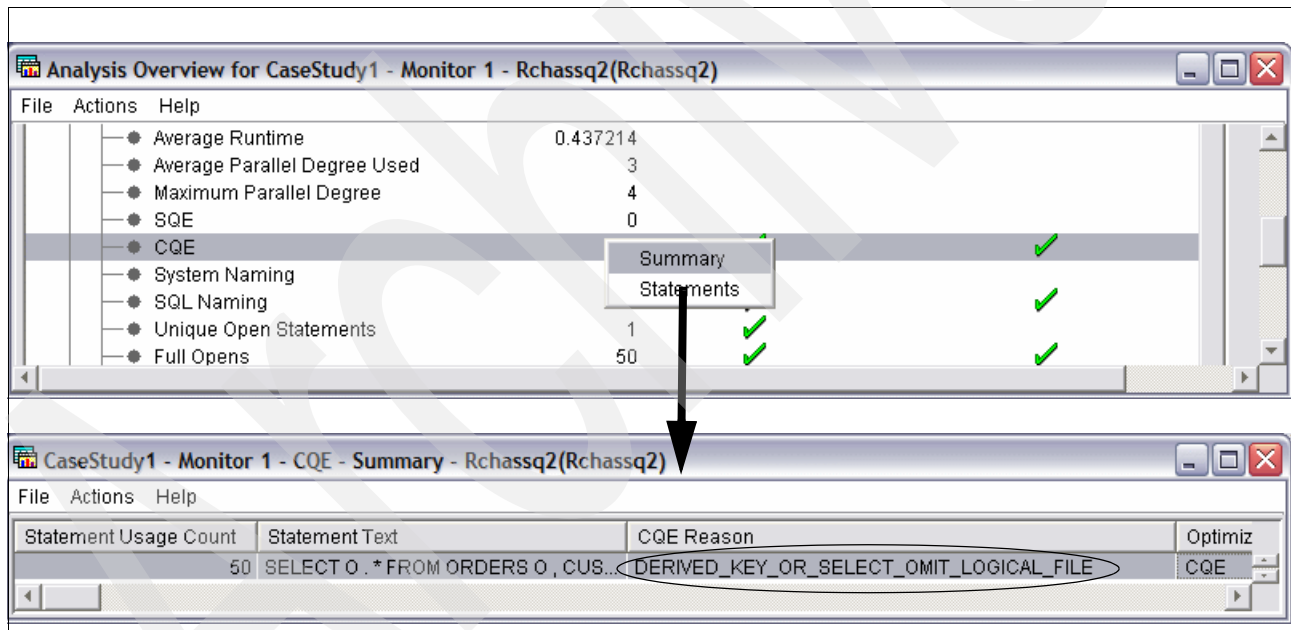 Analysis Overview for CaseStudy1 - Monitor 1 - Rchassq2(Rchassq2)
File Actions Help
Average Runtime 0.437214
Average Parallel Degree Used 3
Maximum Parallel Degree 4
SQE 0
CQE
System Naming
SQL Naming
Unique Open Statements 1
Full Opens 50
Summary
Statements
CaseStudy1 - Monitor 1 - CQE - Summary - Rchassq2(Rchassq2)
File Actions Help
Statement Usage Count Statement Text CQE Reason Optimiz
50 SELECT O . * FROM ORDERS O , CUS... DERIVED_KEY_OR_SELECT_OMIT_LOGICAL_FILE CQE